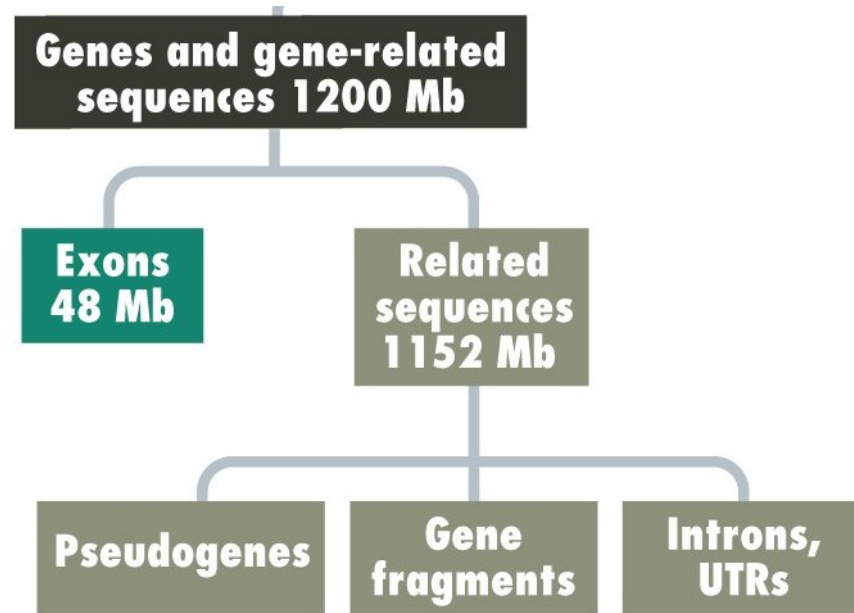 Genes and gene-related
sequences 1200 Mb
Exons
48 Mb
Related
sequences
1152 Mb
Pseudogenes
Gene
fragments
Introns,
UTRs